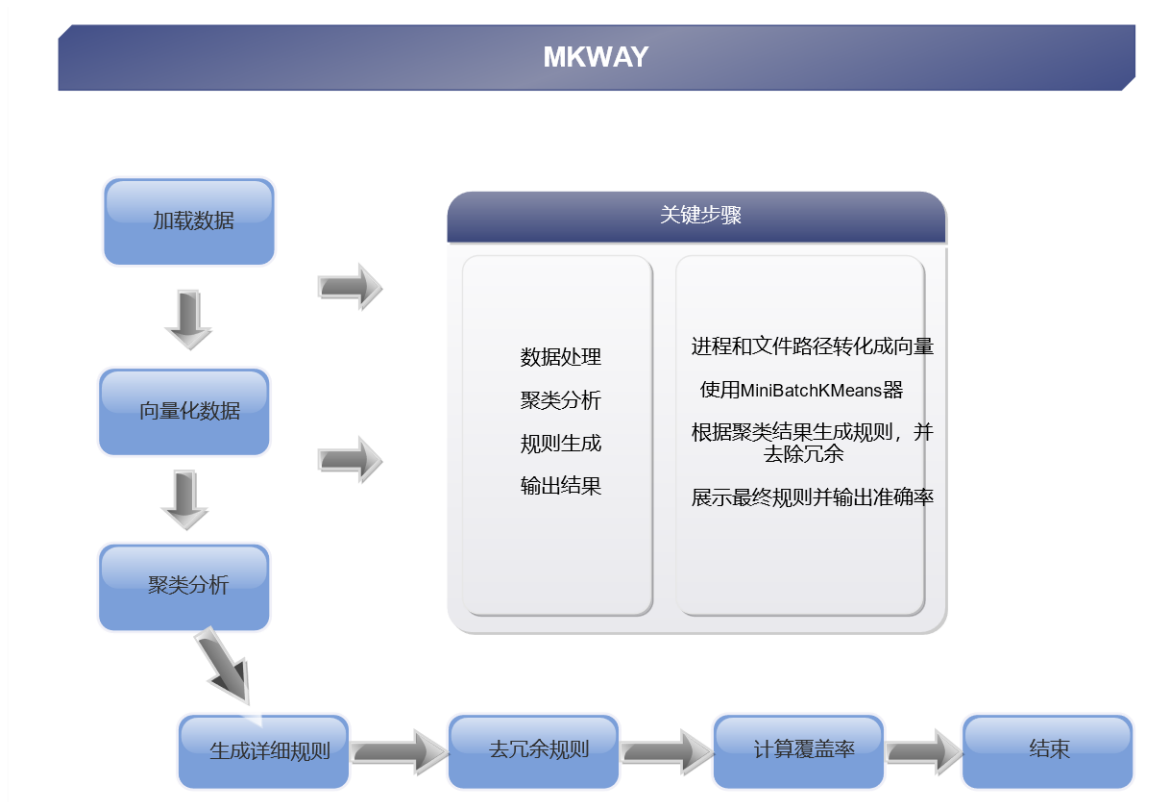 MKWAY
加载数据
向量化数据
聚类分析
关键步骤
数据处理
聚类分析
规则生成
输出结果
进程和文件路径转化成向量
使用MiniBatchKMeans器
根据聚类结果生成规则，并
去除冗余
展示最终规则并输出准确率
生成详细规则
去冗余规则
计算覆盖率
结束